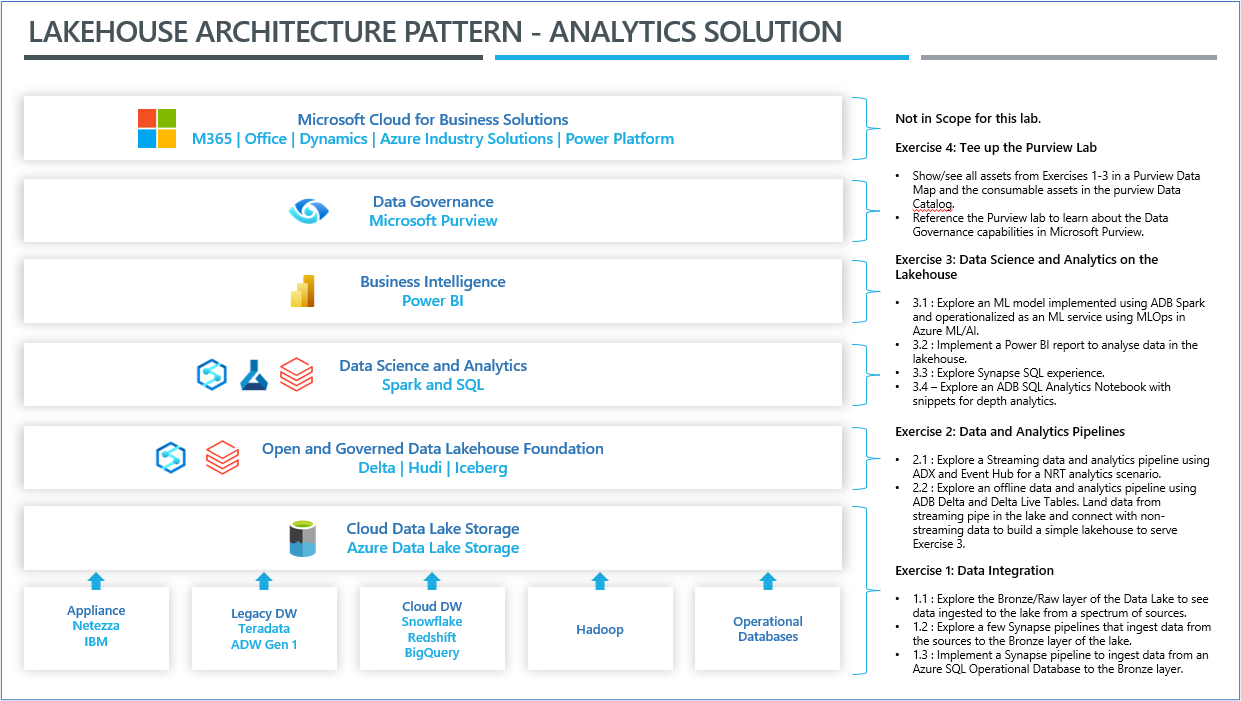 LAKEHOUSE ARCHITECTURE PATTERN - ANALYTICS SOLUTION
Microsoft Cloud for Business Solutions
M365 | Office | Dynamics | Azure Industry Solutions | Power Platform
Data Governance
Microsoft Purview
Business Intelligence
Power BI
Data Science and Analytics
Spark and SQL
Open and Governed Data Lakehouse Foundation
Delta | Hudi | Iceberg
Cloud Data Lake Storage
Azure Data Lake Storage
Appliance
Netezza
IBM
Legacy DW
Teradata
ADW Gen 1
Cloud DW
Snowflake
Redshift
BigQuery
Hadoop
Operational
Databases
Not in Scope for this lab.
Exercise 4: Tee up the Purview Lab
• Show/see all assets from Exercises 1-3 in a Purview Data
Map and the consumable assets in the purview Data
Catalog.
• Reference the Purview lab to learn about the Data
Governance capabilities in Microsoft Purview.
Exercise 3: Data Science and Analytics on the
Lakehouse
• 3.1 : Explore an ML model implemented using ADB Spark
and operationalized as an ML service using MLOps in
Azure ML/AI.
• 3.2 : Implement a Power BI report to analyse data in the
lakehouse.
• 3.3 : Explore Synapse SQL experience.
• 3.4 – Explore an ADB SQL Analytics Notebook with
snippets for depth analytics.
Exercise 2: Data and Analytics Pipelines
• 2.1 : Explore a Streaming data and analytics pipeline using
ADX and Event Hub for a NRT analytics scenario.
• 2.2 : Explore an offline data and analytics pipeline using
ADB Delta and Delta Live Tables. Land data from
streaming pipe in the lake and connect with non-
streaming data to build a simple lakehouse to serve
Exercise 3.
Exercise 1: Data Integration
• 1.1 : Explore the Bronze/Raw layer of the Data Lake to see
data ingested to the lake from a spectrum of sources.
• 1.2 : Explore a few Synapse pipelines that ingest data from
the sources to the Bronze layer of the lake.
• 1.3 : Implement a Synapse pipeline to ingest data from an
Azure SQL Operational Database to the Bronze layer.